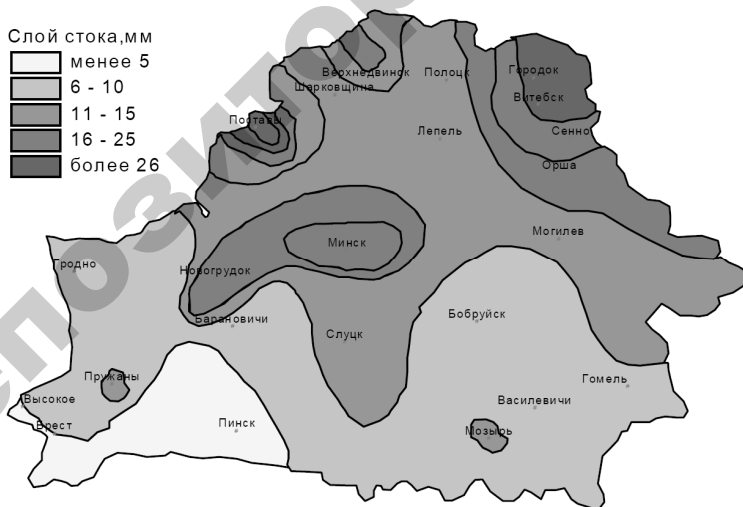 Слой стока,мм
менее 5
6 - 10
11 - 15
16 - 25
более 26
Верхнедвинск
Полоцк
Городок
Шарковщина
Витебск
Поставы
Лепель
Сенно
Орша
Минск
Могилев
Гродно
Новогрудок
Барановичи
Бобруйск
Слуцк
Пружаны
Гомель
Высокое
Василевичи
Брест
Пинск
Мозырь